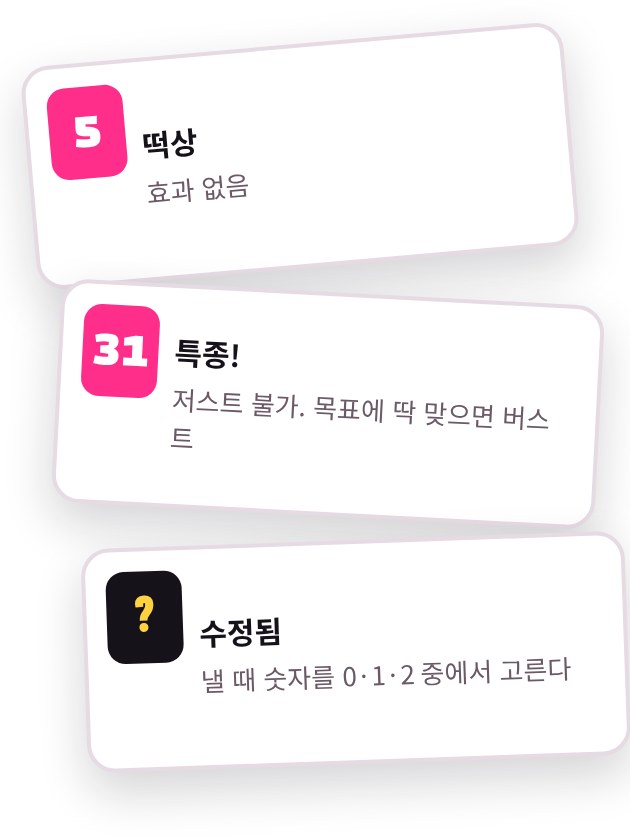 5
떡상
효과 없음
31
특종!
저스트 불가. 목표에 딱 맞으면 버스
트
?
수정됨
낼 때 숫자를 0·1·2 중에서 고른다